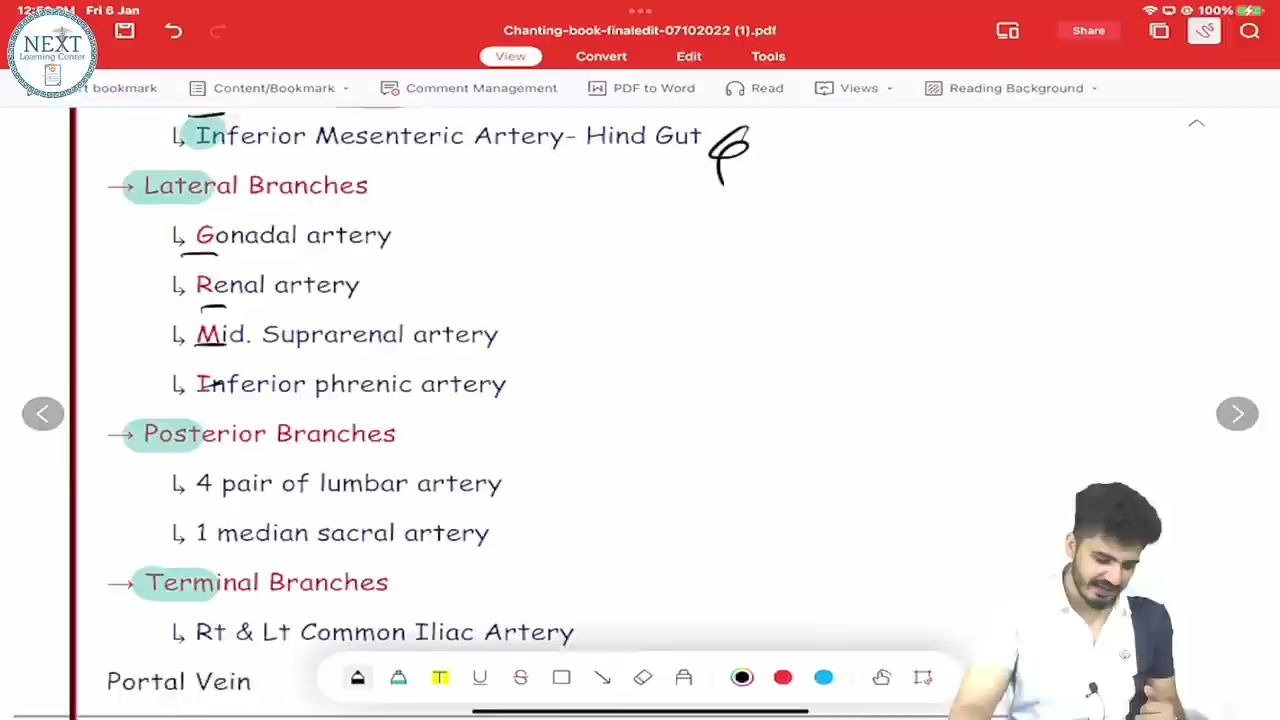 Fri 6 Jan
100%
NEXT
Learning Center
Chanting-book-finaledit-07102022 (1).pdf
Share
View Convert Edit Tools
bookmark Content/Bookmark Comment Management PDF to Word Read Views Reading Background
↳ Inferior Mesenteric Artery- Hind Gut
→ Lateral Branches
↳ Gonadal artery
↳ Renal artery
↳ Mid. Suprarenal artery
↳ Inferior phrenic artery
→ Posterior Branches
↳ 4 pair of lumbar artery
↳ 1 median sacral artery
→ Terminal Branches
↳ Rt & Lt Common Iliac Artery
Portal Vein